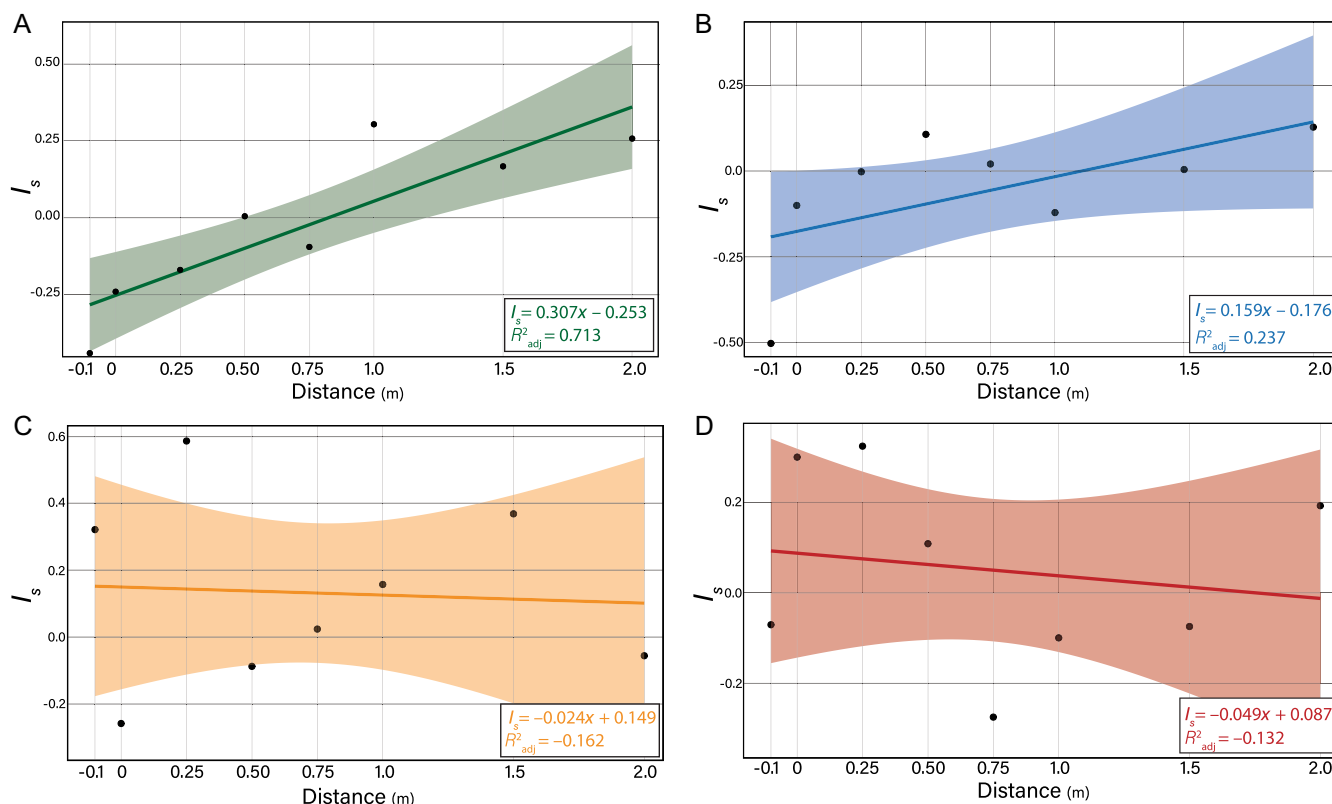 A
0.50
0.25
0.00
-0.25
Is
Is= 0.307x – 0.253
R2adj = 0.713
-0.1 0 0.25 0.50 0.75 1.0 1.5 2.0
Distance (m)
B
0.25
0.0
-0.25
-0.50
Is
Is= 0.159x – 0.176
R2adj = 0.237
-0.1 0 0.25 0.50 0.75 1.0 1.5 2.0
Distance (m)
C
0.6
0.4
0.2
0.0
-0.2
Is
Is= –0.024x + 0.149
R2adj = –0.162
-0.1 0 0.25 0.50 0.75 1.0 1.5 2.0
Distance (m)
D
0.2
0.0
-0.2
Is
Is= –0.049x + 0.087
R2adj = –0.132
-0.1 0 0.25 0.50 0.75 1.0 1.5 2.0
Distance (m)